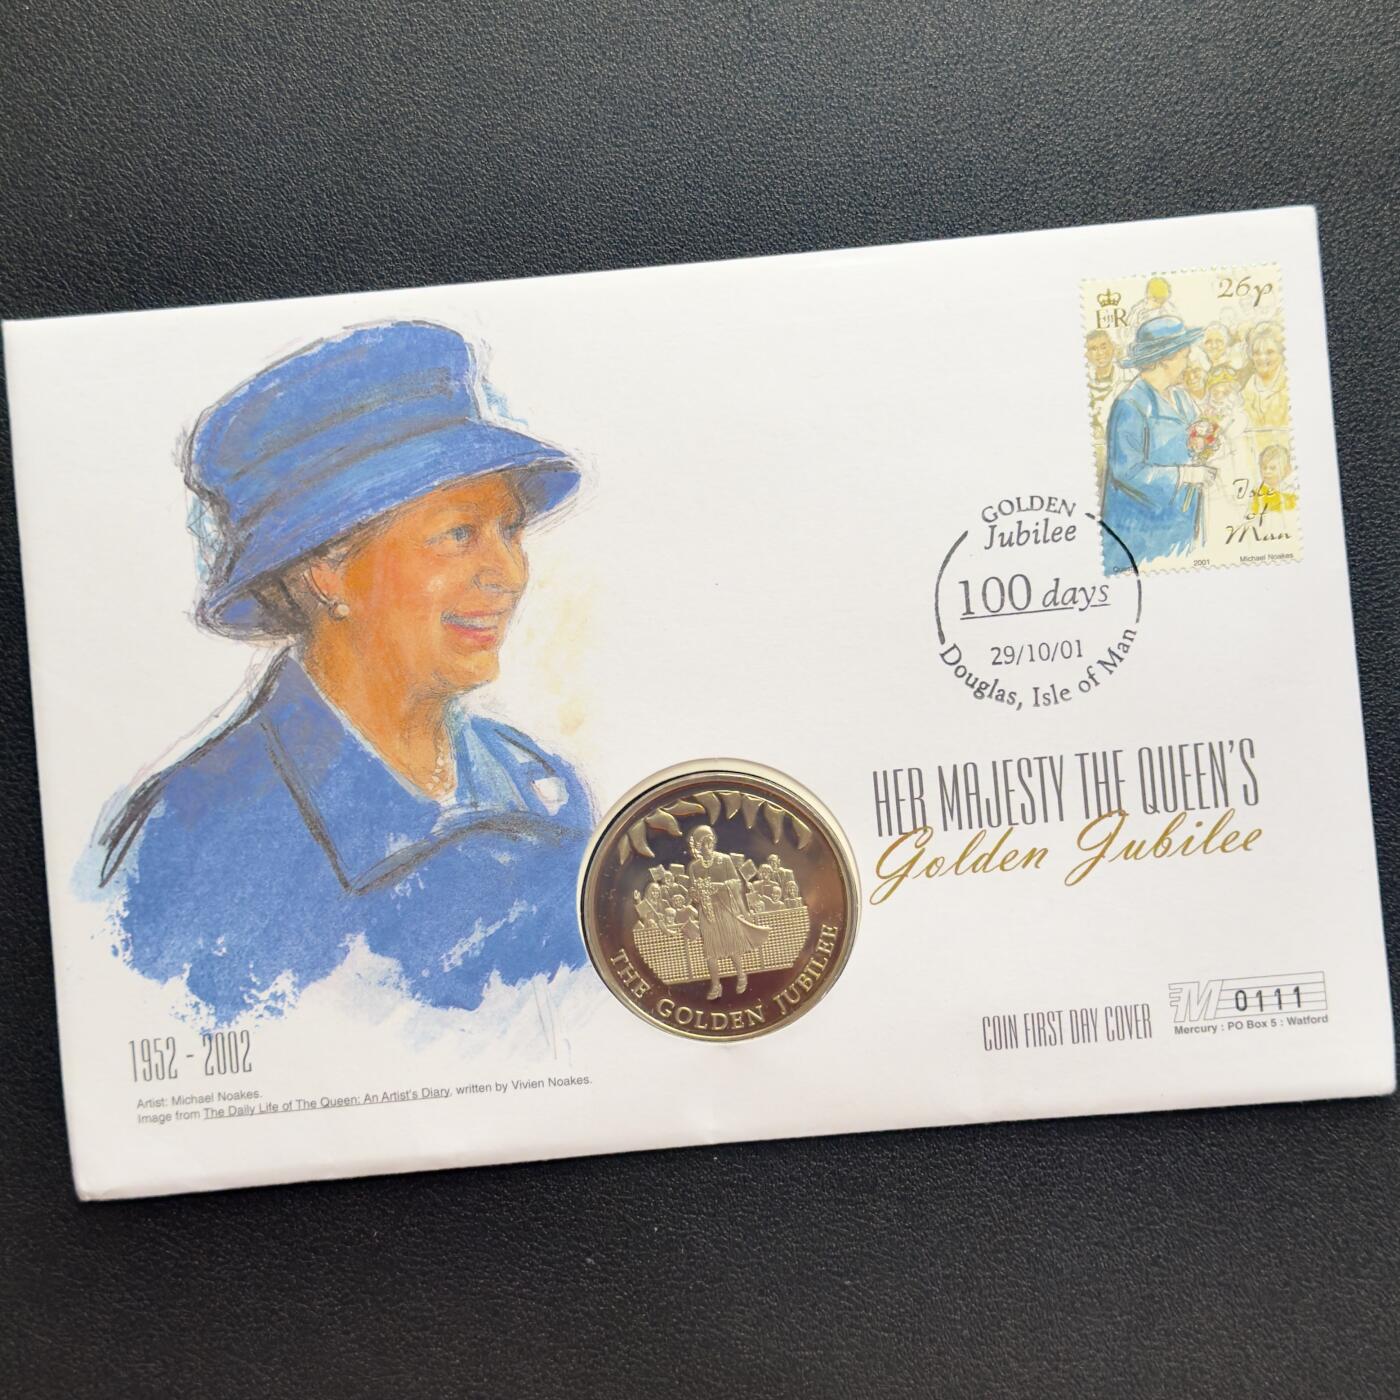 26p
E II R
Isle
of
Man
2001
Michael Noakes
GOLDEN
Jubilee
100 days
29/10/01
Douglas, Isle of Man
HER MAJESTY THE QUEEN'S
Golden Jubilee
THE GOLDEN JUBILEE
COIN FIRST DAY COVER
M 0111
Mercury : PO Box 5 : Watford
1952 - 2002
Artist: Michael Noakes.
Image from The Daily Life of The Queen: An Artist's Diary, written by Vivien Noakes.